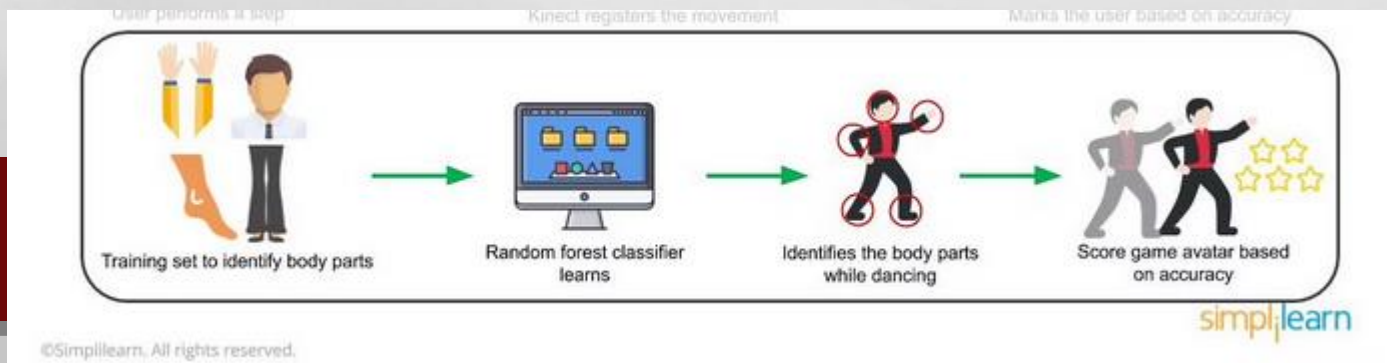 User performs a step
Kinect registers the movement
Marks the user based on accuracy
Training set to identify body parts
Random forest classifier
learns
Identifies the body parts
while dancing
Score game avatar based
on accuracy
simplilearn
©Simplilearn. All rights reserved.